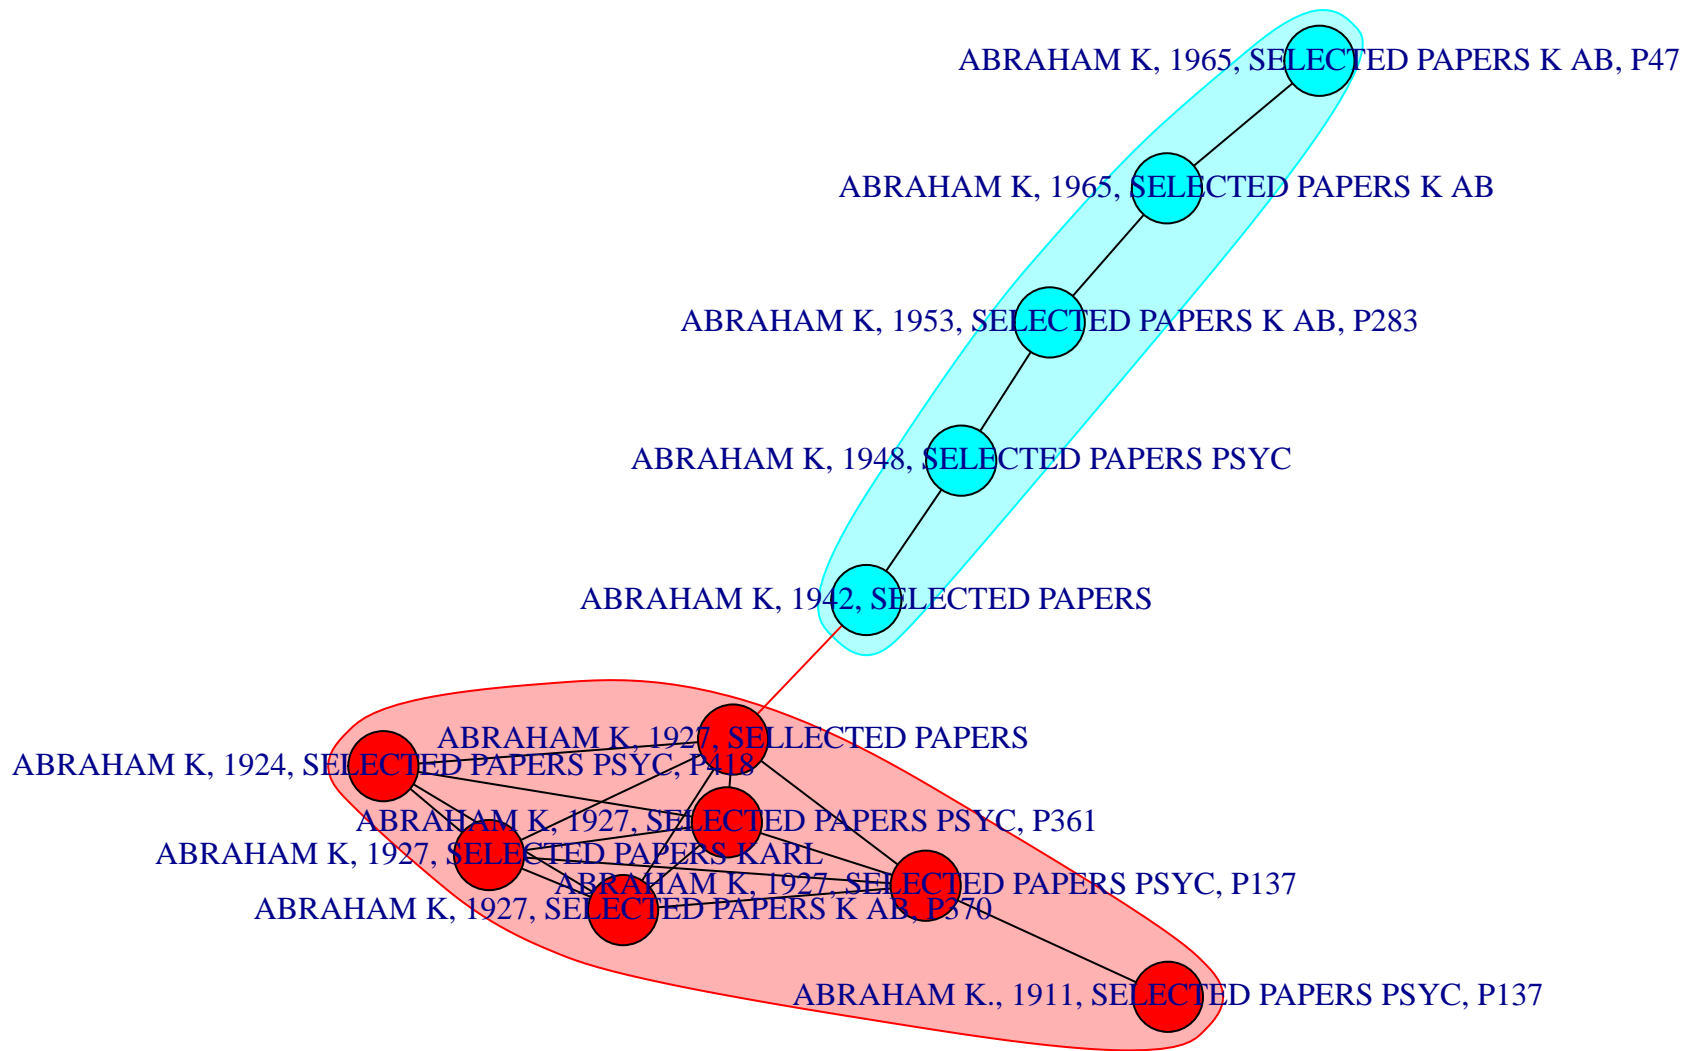 ABRAHAM K, 1965, SELECTED PAPERS K AB, P47
ABRAHAM K, 1965, SELECTED PAPERS K AB
ABRAHAM K, 1953, SELECTED PAPERS K AB, P283
ABRAHAM K, 1948, SELECTED PAPERS PSYC
ABRAHAM K, 1942, SELECTED PAPERS
ABRAHAM K, 1927, SELLECTED PAPERS
ABRAHAM K, 1924, SELECTED PAPERS PSYC, P418
ABRAHAM K, 1927, SELECTED PAPERS PSYC, P361
ABRAHAM K, 1927, SELECTED PAPERS KARL
ABRAHAM K, 1927, SELECTED PAPERS PSYC, P137
ABRAHAM K, 1927, SELECTED PAPERS K AB, P370
ABRAHAM K., 1911, SELECTED PAPERS PSYC, P137